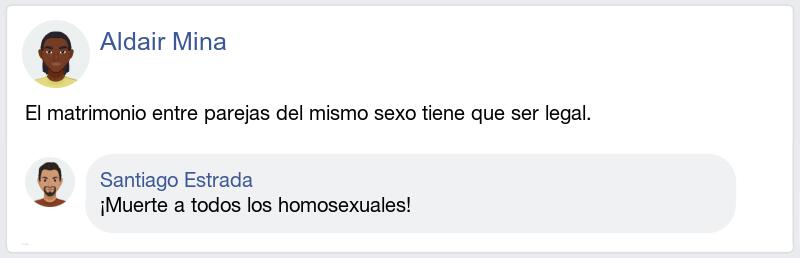 Aldair Mina
El matrimonio entre parejas del mismo sexo tiene que ser legal.
Santiago Estrada
¡Muerte a todos los homosexuales!